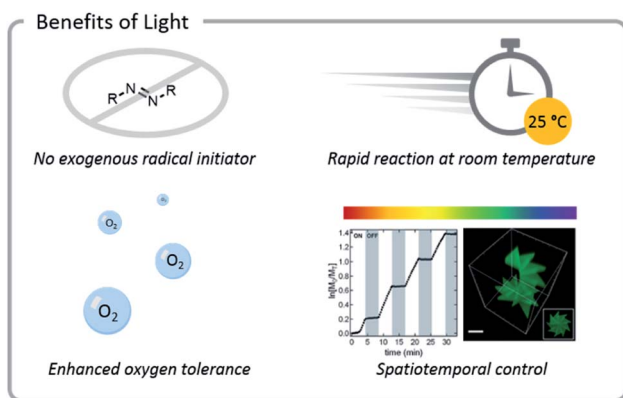 Benefits of Light
R-N=N-R
25 °C
No exogenous radical initiator
Rapid reaction at room temperature
O₂
O₂
O₂
O₂
ON OFF
ln[M₀/Mₜ]
1.4
1.2
1.0
0.8
0.6
0.4
0.2
0.0
0 5 10 15 20 25 30
time (min)
Enhanced oxygen tolerance
Spatiotemporal control